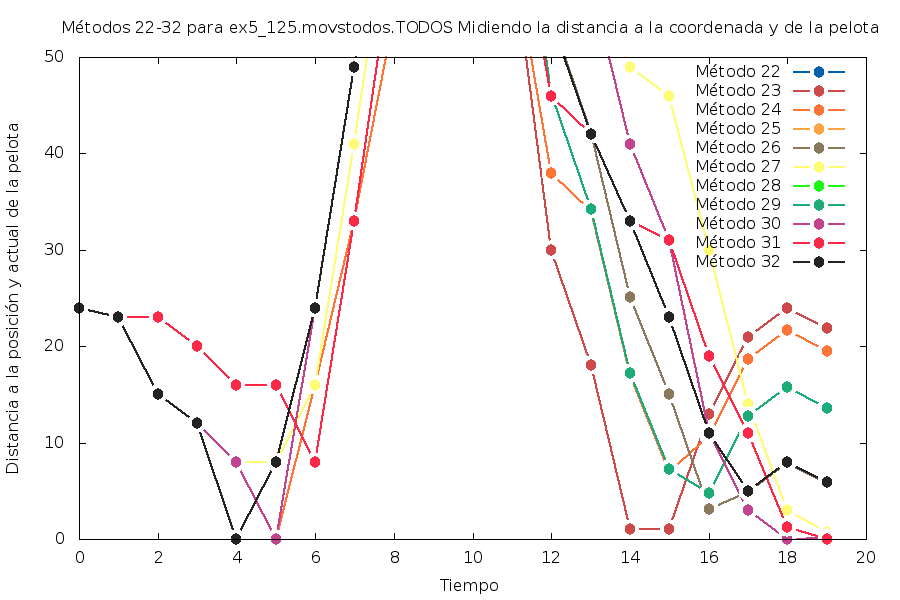 Métodos 22-32 para ex5_125.movstodos.TODOS Midiendo la distancia a la coordenada y de la pelota
Distancia a la posición y actual de la pelota
50
40
30
20
10
0
Método 22
Método 23
Método 24
Método 25
Método 26
Método 27
Método 28
Método 29
Método 30
Método 31
Método 32
0 2 4 6 8 10 12 14 16 18 20
Tiempo